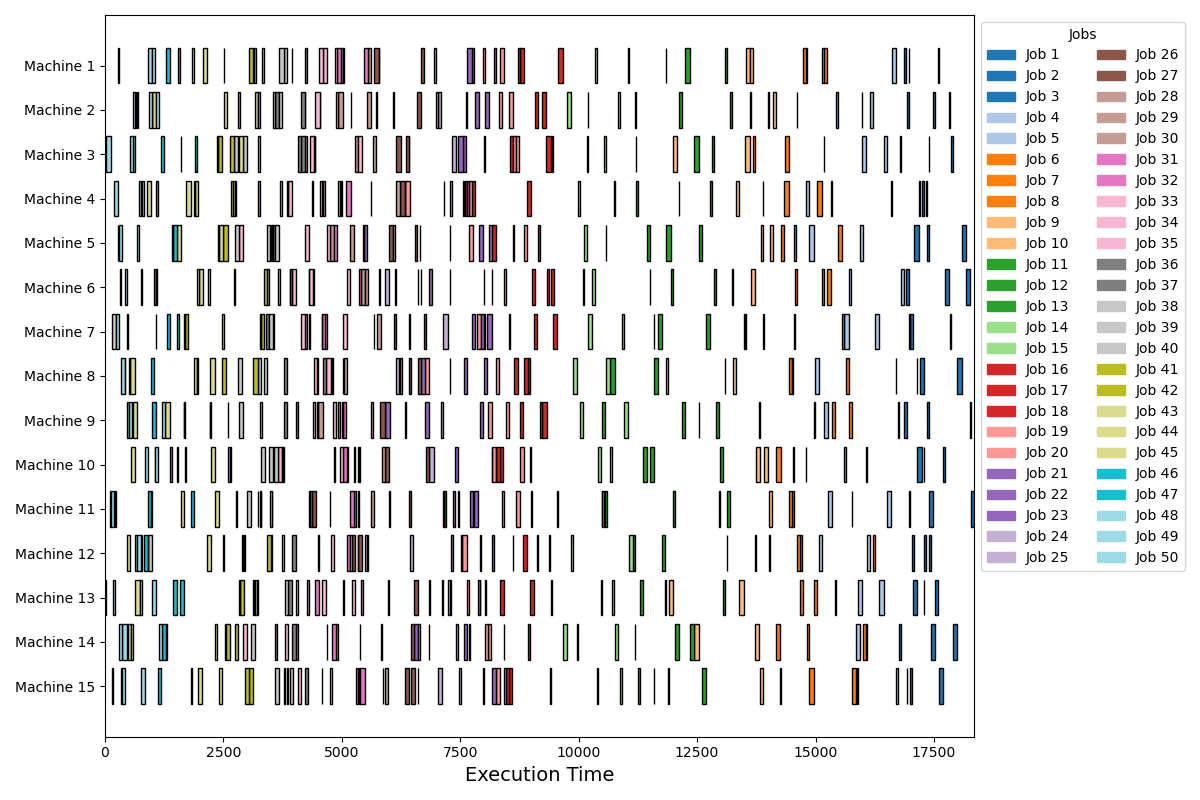 Machine 1
Machine 2
Machine 3
Machine 4
Machine 5
Machine 6
Machine 7
Machine 8
Machine 9
Machine 10
Machine 11
Machine 12
Machine 13
Machine 14
Machine 15
0 2500 5000 7500 10000 12500 15000 17500
Execution Time
Jobs
Job 1
Job 2
Job 3
Job 4
Job 5
Job 6
Job 7
Job 8
Job 9
Job 10
Job 11
Job 12
Job 13
Job 14
Job 15
Job 16
Job 17
Job 18
Job 19
Job 20
Job 21
Job 22
Job 23
Job 24
Job 25
Job 26
Job 27
Job 28
Job 29
Job 30
Job 31
Job 32
Job 33
Job 34
Job 35
Job 36
Job 37
Job 38
Job 39
Job 40
Job 41
Job 42
Job 43
Job 44
Job 45
Job 46
Job 47
Job 48
Job 49
Job 50